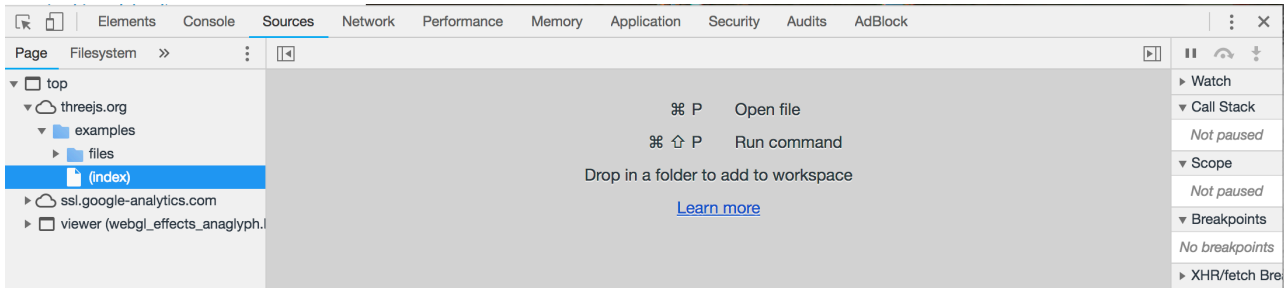 Elements Console Sources Network Performance Memory Application Security Audits AdBlock
Page Filesystem
top
threejs.org
examples
files
(index)
ssl.google-analytics.com
viewer (webgl_effects_anaglyph.
⌘ P Open file
⌘ ⇧ P Run command
Drop in a folder to add to workspace
Learn more
Watch
Call Stack
Not paused
Scope
Not paused
Breakpoints
No breakpoints
XHR/fetch Bre